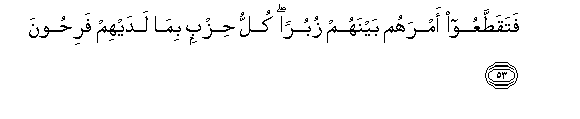 فَتَقَطَّعُوٓا۟ أَمْرَهُم بَيْنَهُمْ زُبُرًا ۖ كُلُّ حِزْبٍۭ بِمَا لَدَيْهِمْ فَرِحُونَ
٥٣